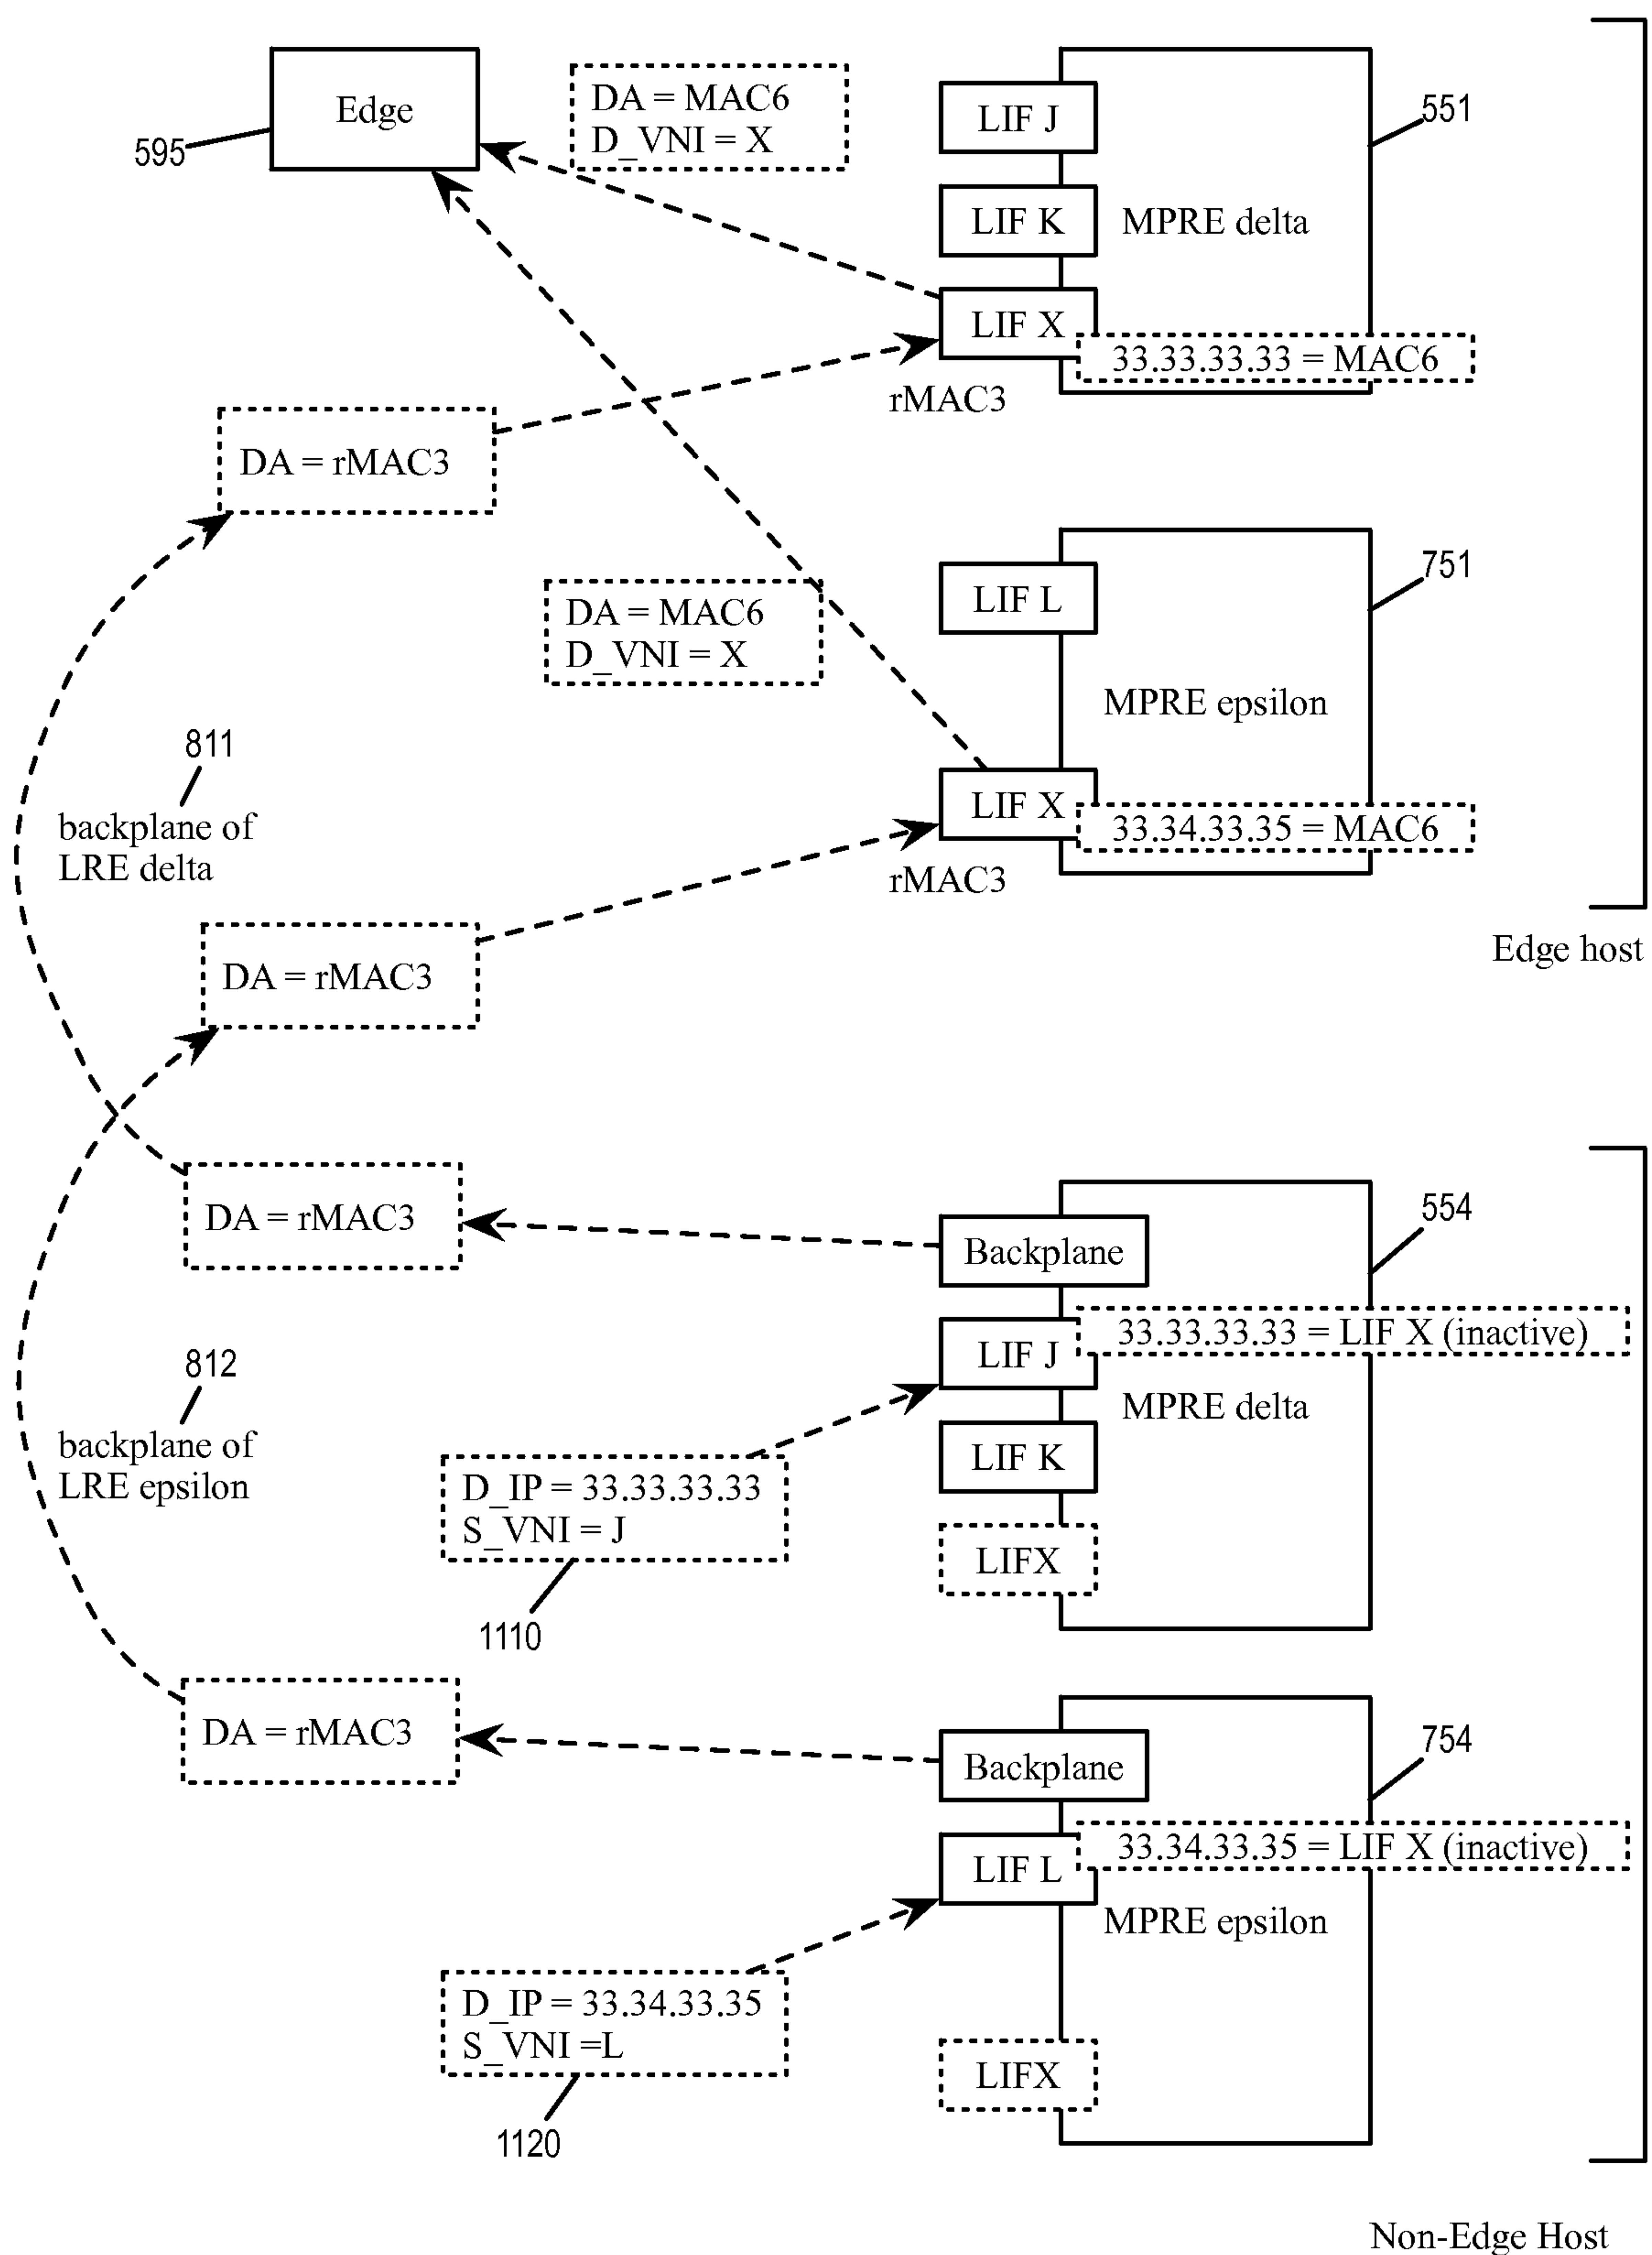 Edge
595
DA = MAC6
D_VNI = X
LIF J
LIF K
MPRE delta
551
LIF X
33.33.33.33 = MAC6
rMAC3
DA = rMAC3
LIF L
751
DA = MAC6
D_VNI = X
MPRE epsilon
811
backplane of
LRE delta
LIF X
33.34.33.35 = MAC6
rMAC3
Edge host
DA = rMAC3
DA = rMAC3
Backplane
554
33.33.33.33 = LIF X (inactive)
LIF J
MPRE delta
812
backplane of
LRE epsilon
LIF K
D_IP = 33.33.33.33
S_VNI = J
LIFX
1110
DA = rMAC3
Backplane
754
33.34.33.35 = LIF X (inactive)
LIF L
MPRE epsilon
D_IP = 33.34.33.35
S_VNI =L
LIFX
1120
Non-Edge Host